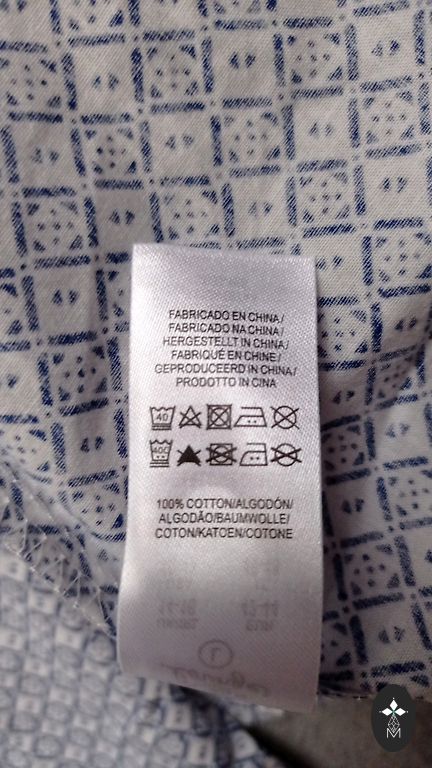 FABRICADO EN CHINA/
FABRICADO NA CHINA/
HERGESTELLT IN CHINA/
FABRIQUÉ EN CHINE/
GEPRODUCEERD IN CHINA/
PRODOTTO IN CINA
40
40C
100% COTTON/ALGODÓN/
ALGODÃO/BAUMWOLLE/
COTON/KATOEN/COTONE